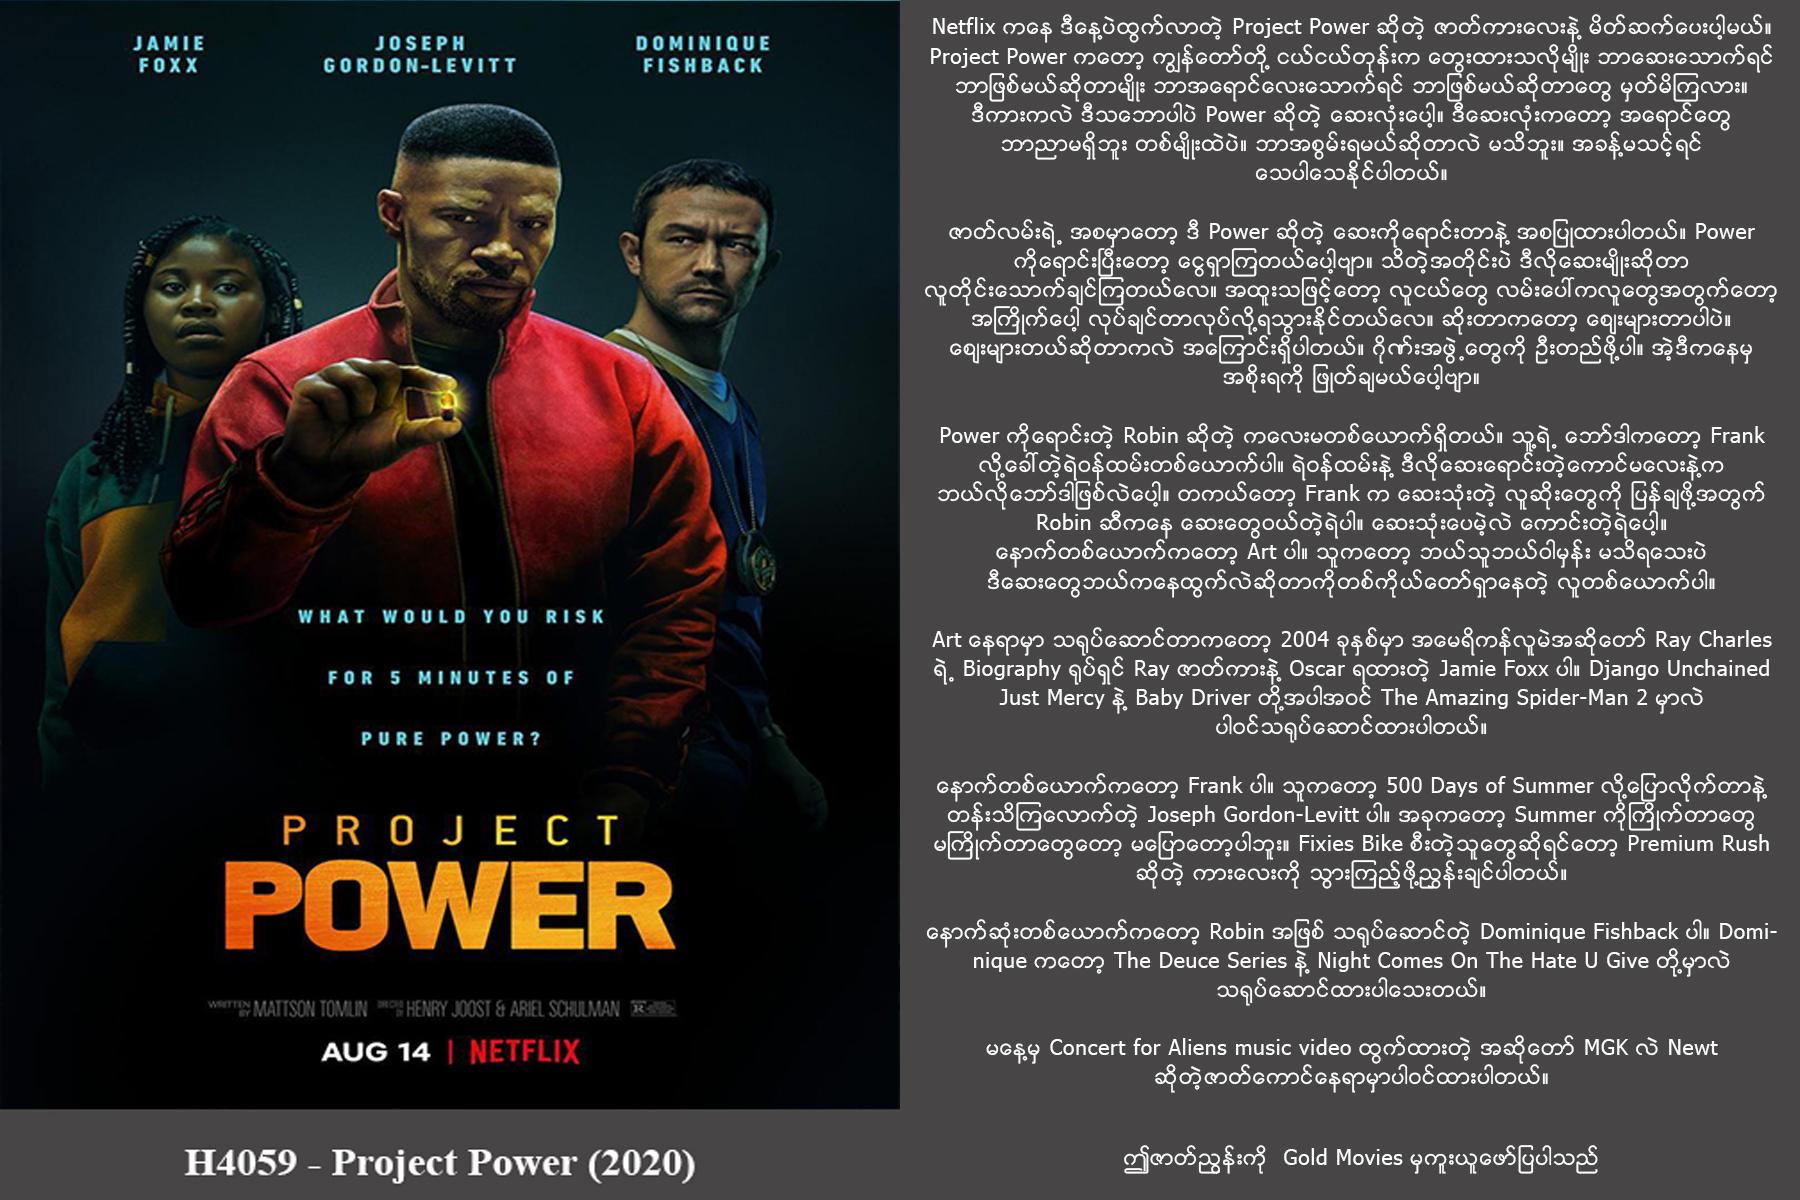 JAMIE
FOXX
JOSEPH
GORDON-LEVITT
DOMINIQUE
FISHBACK
WHAT WOULD YOU RISK
FOR 5 MINUTES OF
PURE POWER?
PROJECT
POWER
WRITTEN BY MATTSON TOMLIN DIRECTED BY HENRY JOOST & ARIEL SCHULMAN
AUG 14 | NETFLIX
H4059 - Project Power (2020)
Netflix ကနေ ဒီနေ့ပဲထွက်လာတဲ့ Project Power ဆိုတဲ့ ဇာတ်ကားလေးနဲ့ မိတ်ဆက်ပေးပါ့မယ်။
Project Power ကတော့ ကျွန်တော်တို့ ငယ်ငယ်တုန်းက တွေးထားသလိုမျိုး ဘာဆေးသောက်ရင်
ဘာဖြစ်မယ်ဆိုတာမျိုး ဘာအရောင်လေးသောက်ရင် ဘာဖြစ်မယ်ဆိုတာတွေ မှတ်မိကြလား။
ဒီကားကလဲ ဒီသဘောပါပဲ Power ဆိုတဲ့ ဆေးလုံးပေါ့။ ဒီဆေးလုံးကတော့ အရောင်တွေ
ဘာညာမရှိဘူး တစ်မျိုးထဲပဲ။ ဘာအစွမ်းရမယ်ဆိုတာလဲ မသိဘူး။ အခန့်မသင့်ရင်
သေပါသေနိုင်ပါတယ်။
ဇာတ်လမ်းရဲ့ အစမှာတော့ ဒီ Power ဆိုတဲ့ ဆေးကိုရောင်းတာနဲ့ အစပြုထားပါတယ်။ Power
ကိုရောင်းပြီးတော့ ငွေရှာကြတယ်ပေါ့ဗျာ။ သိတဲ့အတိုင်းပဲ ဒီလိုဆေးမျိုးဆိုတာ
လူတိုင်းသောက်ချင်ကြတယ်လေ။ အထူးသဖြင့်တော့ လူငယ်တွေ လမ်းပေါ်ကလူတွေအတွက်တော့
အကြိုက်ပေါ့ လုပ်ချင်တာလုပ်လို့ရသွားနိုင်တယ်လေ။ ဆိုးတာကတော့ ဈေးများတာပါပဲ။
ဈေးများတယ်ဆိုတာကလဲ အကြောင်းရှိပါတယ်။ ဂိုဏ်းအဖွဲ့တွေကို ဦးတည်ဖို့ပါ။ အဲ့ဒီကနေမှ
အစိုးရကို ဖြုတ်ချမယ်ပေါ့ဗျာ။
Power ကိုရောင်းတဲ့ Robin ဆိုတဲ့ ကလေးမတစ်ယောက်ရှိတယ်။ သူ့ရဲ့ ဘော်ဒါကတော့ Frank
လို့ခေါ်တဲ့ရဲဝန်ထမ်းတစ်ယောက်ပါ။ ရဲဝန်ထမ်းနဲ့ ဒီလိုဆေးရောင်းတဲ့ကောင်မလေးနဲ့က
ဘယ်လိုဘော်ဒါဖြစ်လဲပေါ့။ တကယ်တော့ Frank က ဆေးသုံးတဲ့ လူဆိုးတွေကို ပြန်ချဖို့အတွက်
Robin ဆီကနေ ဆေးတွေဝယ်တဲ့ရဲပါ။ ဆေးသုံးပေမဲ့လဲ ကောင်းတဲ့ရဲပေါ့။
နောက်တစ်ယောက်ကတော့ Art ပါ။ သူကတော့ ဘယ်သူဘယ်ဝါမှန်း မသိရသေးပဲ
ဒီဆေးတွေဘယ်ကနေထွက်လဲဆိုတာကိုတစ်ကိုယ်တော်ရှာနေတဲ့ လူတစ်ယောက်ပါ။
Art နေရာမှာ သရုပ်ဆောင်တာကတော့ 2004 ခုနှစ်မှာ အမေရိကန်လူမဲအဆိုတော် Ray Charles
ရဲ့ Biography ရုပ်ရှင် Ray ဇာတ်ကားနဲ့ Oscar ရထားတဲ့ Jamie Foxx ပါ။ Django Unchained
Just Mercy နဲ့ Baby Driver တို့အပါအဝင် The Amazing Spider-Man 2 မှာလဲ
ပါဝင်သရုပ်ဆောင်ထားပါတယ်။
နောက်တစ်ယောက်ကတော့ Frank ပါ။ သူကတော့ 500 Days of Summer လို့ပြောလိုက်တာနဲ့
တန်းသိကြလောက်တဲ့ Joseph Gordon-Levitt ပါ။ အခုကတော့ Summer ကိုကြိုက်တာတွေ
မကြိုက်တာတွေတော့ မပြောတော့ပါဘူး။ Fixies Bike စီးတဲ့သူတွေဆိုရင်တော့ Premium Rush
ဆိုတဲ့ ကားလေးကို သွားကြည့်ဖို့ညွှန်းချင်ပါတယ်။
နောက်ဆုံးတစ်ယောက်ကတော့ Robin အဖြစ် သရုပ်ဆောင်တဲ့ Dominique Fishback ပါ။ Domi-
nique ကတော့ The Deuce Series နဲ့ Night Comes On The Hate U Give တို့မှာလဲ
သရုပ်ဆောင်ထားပါသေးတယ်။
မနေ့မှ Concert for Aliens music video ထွက်ထားတဲ့ အဆိုတော် MGK လဲ Newt
ဆိုတဲ့ဇာတ်ကောင်နေရာမှာပါဝင်ထားပါတယ်။
ဤဇာတ်ညွှန်းကို Gold Movies မှကူးယူဖော်ပြပါသည်